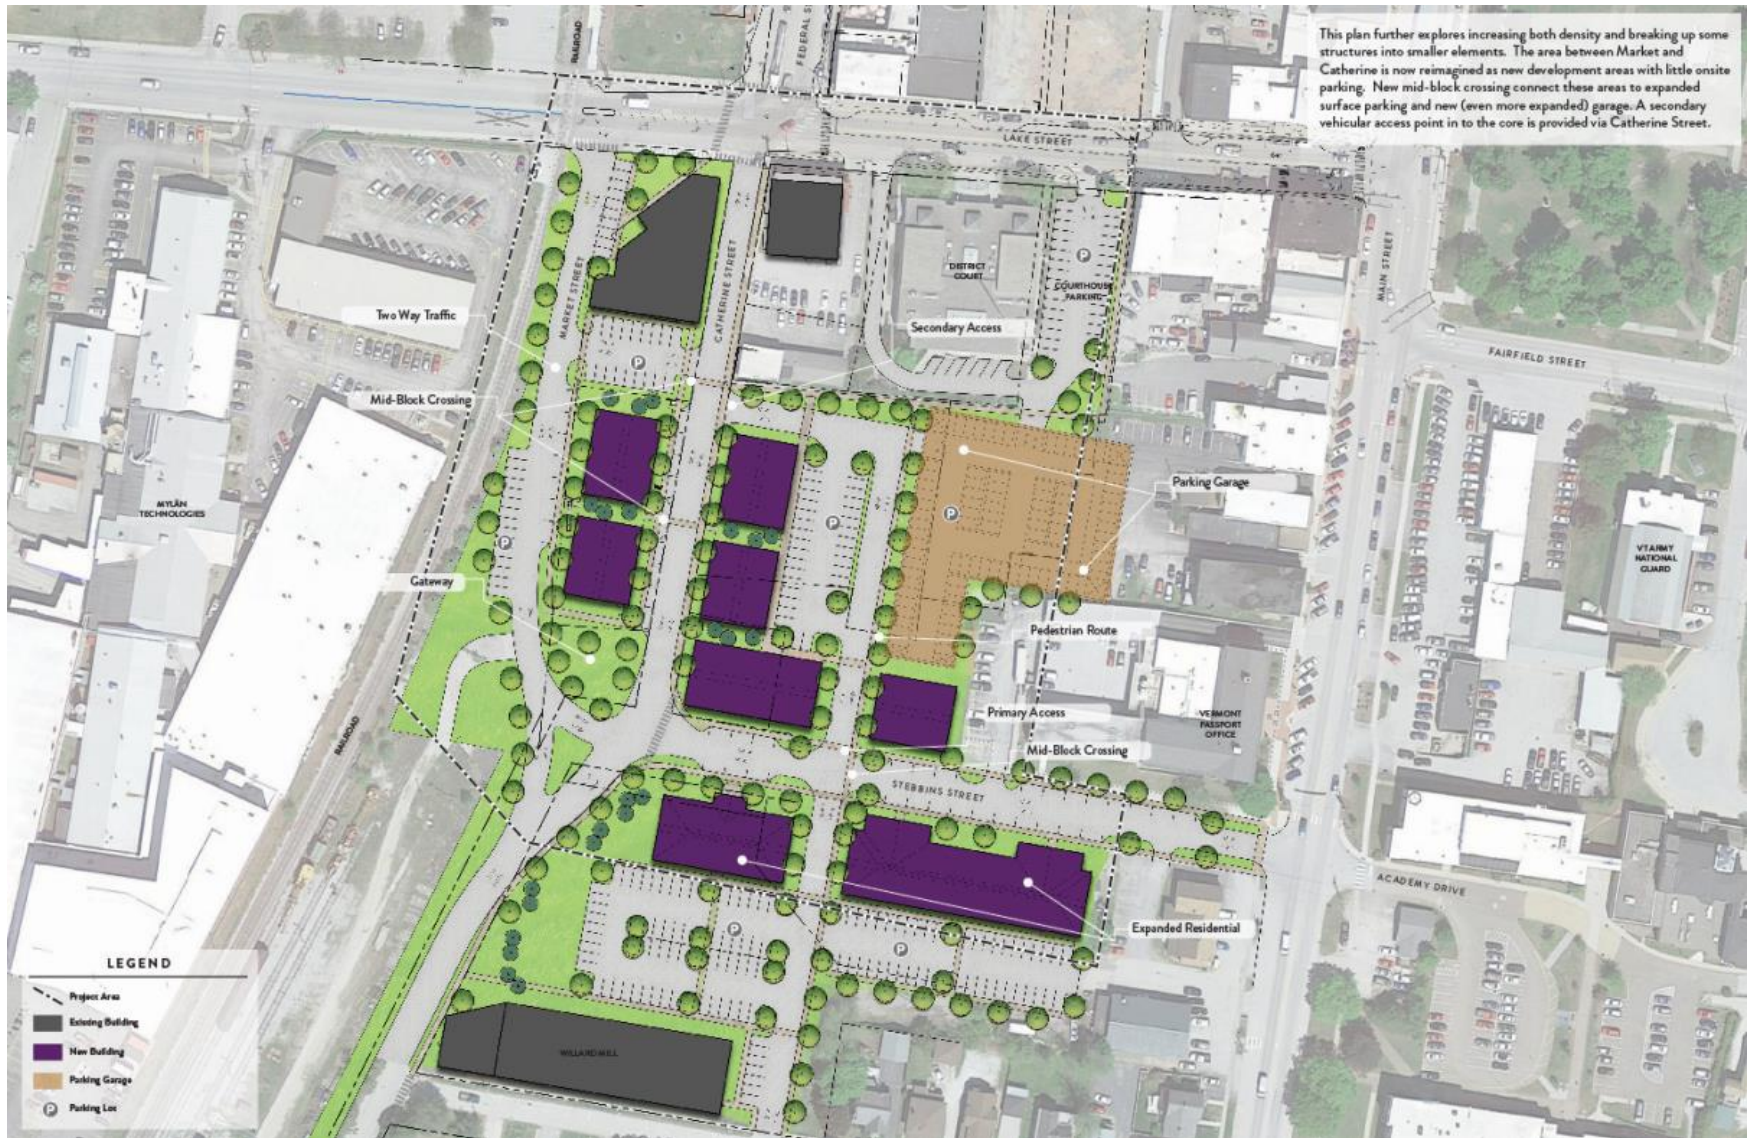 This plan further explores increasing both density and breaking up some
structures into smaller elements. The area between Market and
Catherine is now reimagined as new development areas with little onsite
parking. New mid-block crossing connect these areas to expanded
surface parking and new (even more expanded) garage. A secondary
vehicular access point in to the core is provided via Catherine Street.
RAILROAD
FEDERAL S
LAKE STREET
MAIN STREET
MARKET STREET
CATHERINE STREET
DISTRICT
COURT
P
COURTHOUSE
PARKING
Two Way Traffic
Secondary Access
FAIRFIELD STREET
P
Mid-Block Crossing
Parking Garage
MYLAN
TECHNOLOGIES
P
P
P
VT ARMY
NATIONAL
GUARD
Gateway
Pedestrian Route
RAILROAD
Primary Access
VERMONT
PASSPORT
OFFICE
Mid-Block Crossing
STEBBINS STREET
ACADEMY DRIVE
P
P
Expanded Residential
WILLARD MILL
LEGEND
Project Area
Existing Building
New Building
Parking Garage
P Parking Lot